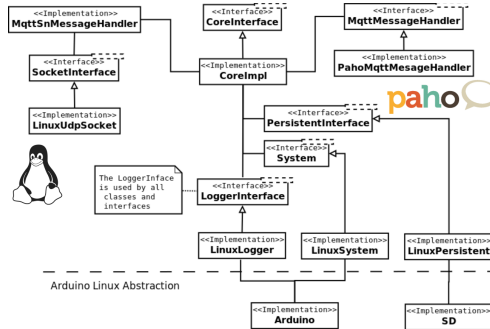 <<Implementation>>
MqttSnMessageHandler
<<Interface>>
CoreInterface
<<Interface>>
MqttMessageHandler
<<Interface>>
SocketInterface
<<Implementation>>
CoreImpl
<<Implementation>>
PahoMqttMesageHandler
<<Implementation>>
LinuxUdpSocket
<<Interface>>
PersistentInterface
paho
<<Interface>>
System
The LoggerInface
is used by all
classes and
interfaces
<<Interface>>
LoggerInterface
<<Implementation>>
LinuxLogger
<<Implementation>>
LinuxSystem
<<Implementation>>
LinuxPersistent
Arduino Linux Abstraction
<<Implementation>>
Arduino
<<Implementation>>
SD